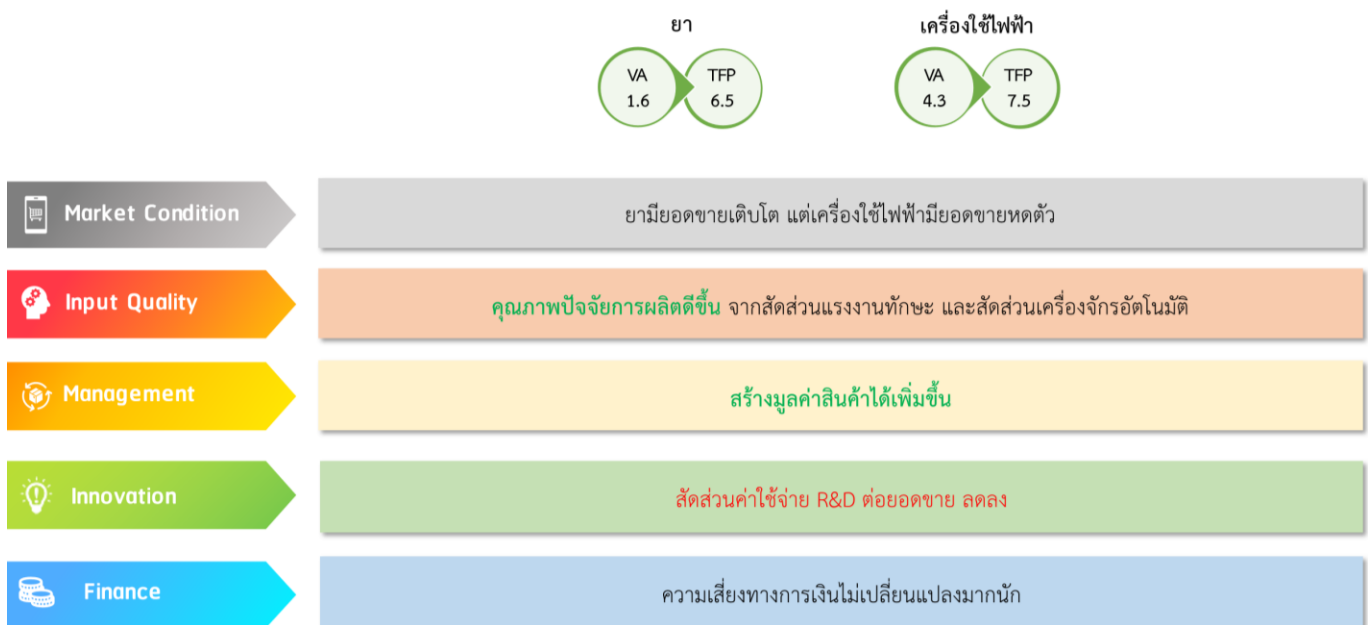 ยา
เครื่องใช้ไฟฟ้า
VA
1.6
TFP
6.5
VA
4.3
TFP
7.5
Market Condition
ยามียอดขายเติบโต แต่เครื่องใช้ไฟฟ้ามียอดขายหดตัว
Input Quality
คุณภาพปัจจัยการผลิตดีขึ้น จากสัดส่วนแรงงานทักษะ และสัดส่วนเครื่องจักรอัตโนมัติ
Management
สร้างมูลค่าสินค้าได้เพิ่มขึ้น
Innovation
สัดส่วนค่าใช้จ่าย R&D ต่อยอดขาย ลดลง
Finance
ความเสี่ยงทางการเงินไม่เปลี่ยนแปลงมากนัก